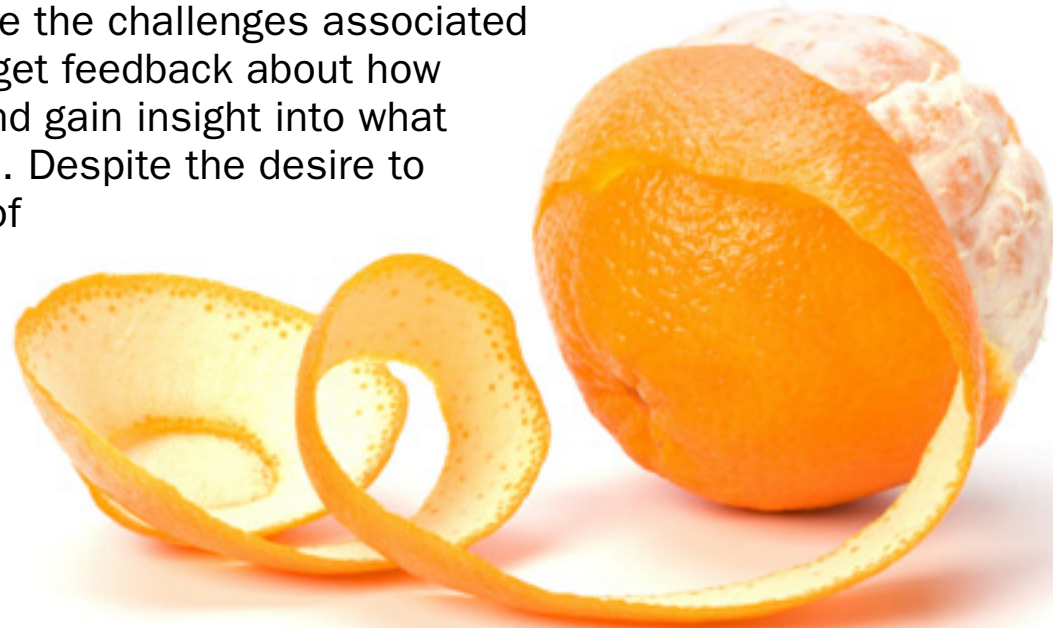 e the challenges associated
get feedback about how
nd gain insight into what
. Despite the desire to
of